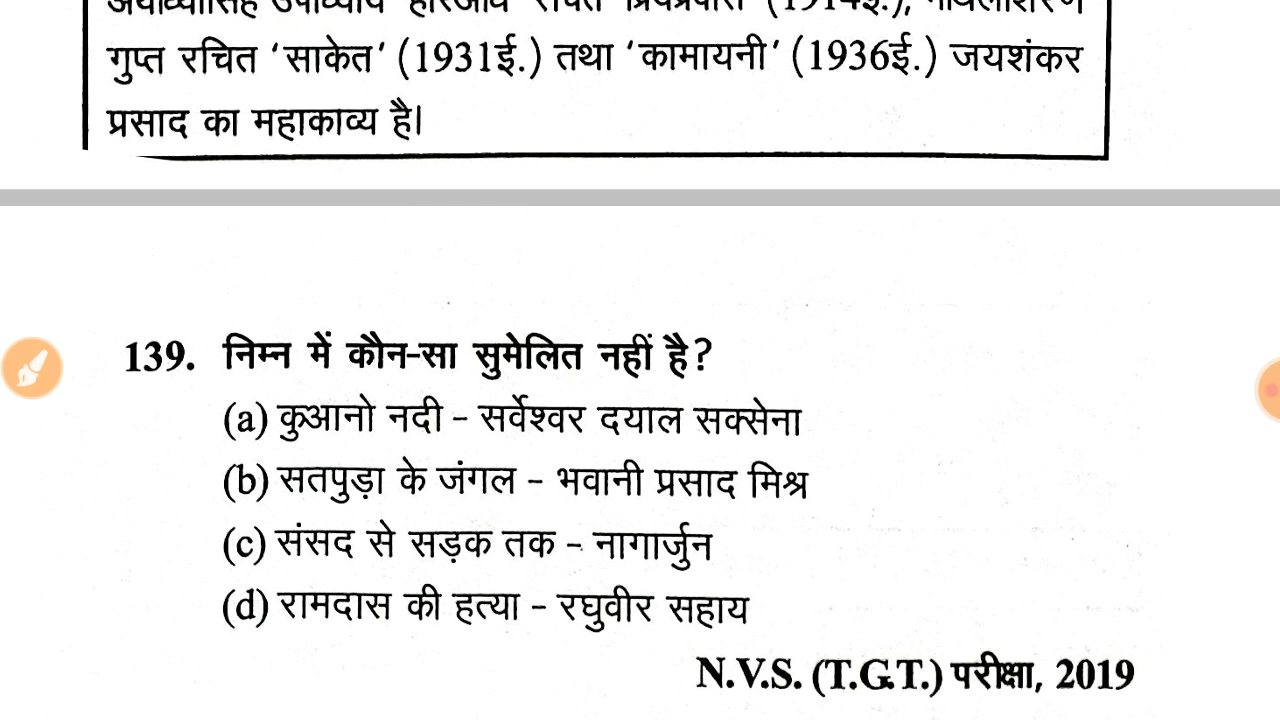 गुप्त रचित ‘साकेत’ (1931ई.) तथा ‘कामायनी’ (1936ई.) जयशंकर
प्रसाद का महाकाव्य है।
139. निम्न में कौन-सा सुमेलित नहीं है?
(a) कुआनो नदी - सर्वेश्वर दयाल सक्सेना
(b) सतपुड़ा के जंगल - भवानी प्रसाद मिश्र
(c) संसद से सड़क तक - नागार्जुन
(d) रामदास की हत्या - रघुवीर सहाय
N.V.S. (T.G.T.) परीक्षा, 2019